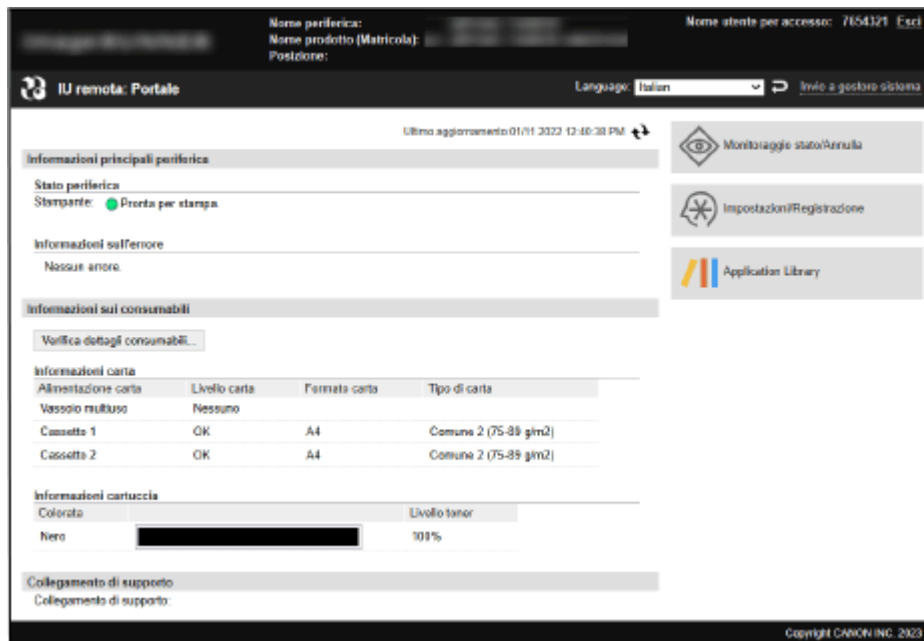 Nome periferica:
Nome prodotto (Matricola):
Posizione:
Nome utente per accesso: 7654321 Esci
IU remota: Portale
Language: Italian
Invio a gestore sistema
Ultimo aggiornamento 01/11 2022 12:40:38 PM
Monitoraggio stato/Annulla
Impostazioni/Registrazione
Application Library
Informazioni principali periferica
Stato periferica
Stampante: Pronta per stampa.
Informazioni sull'errore
Nessun errore.
Informazioni sui consumabili
Verifica dettagli consumabili...
Informazioni carta
Alimentazione carta Livello carta Formato carta Tipo di carta
Vassoio multiuso Nessuno
Cassetto 1 OK A4 Comune 2 (75-89 g/m2)
Cassetto 2 OK A4 Comune 2 (75-89 g/m2)
Informazioni cartuccia
Colorata Livello toner
Nero 100%
Collegamento di supporto
Collegamento di supporto:
Copyright CANON INC.